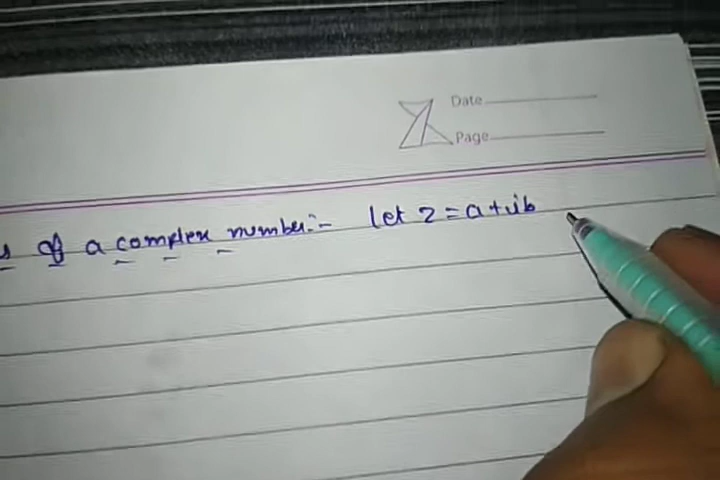 Date
Page
of a complex number:- let z = a + ib